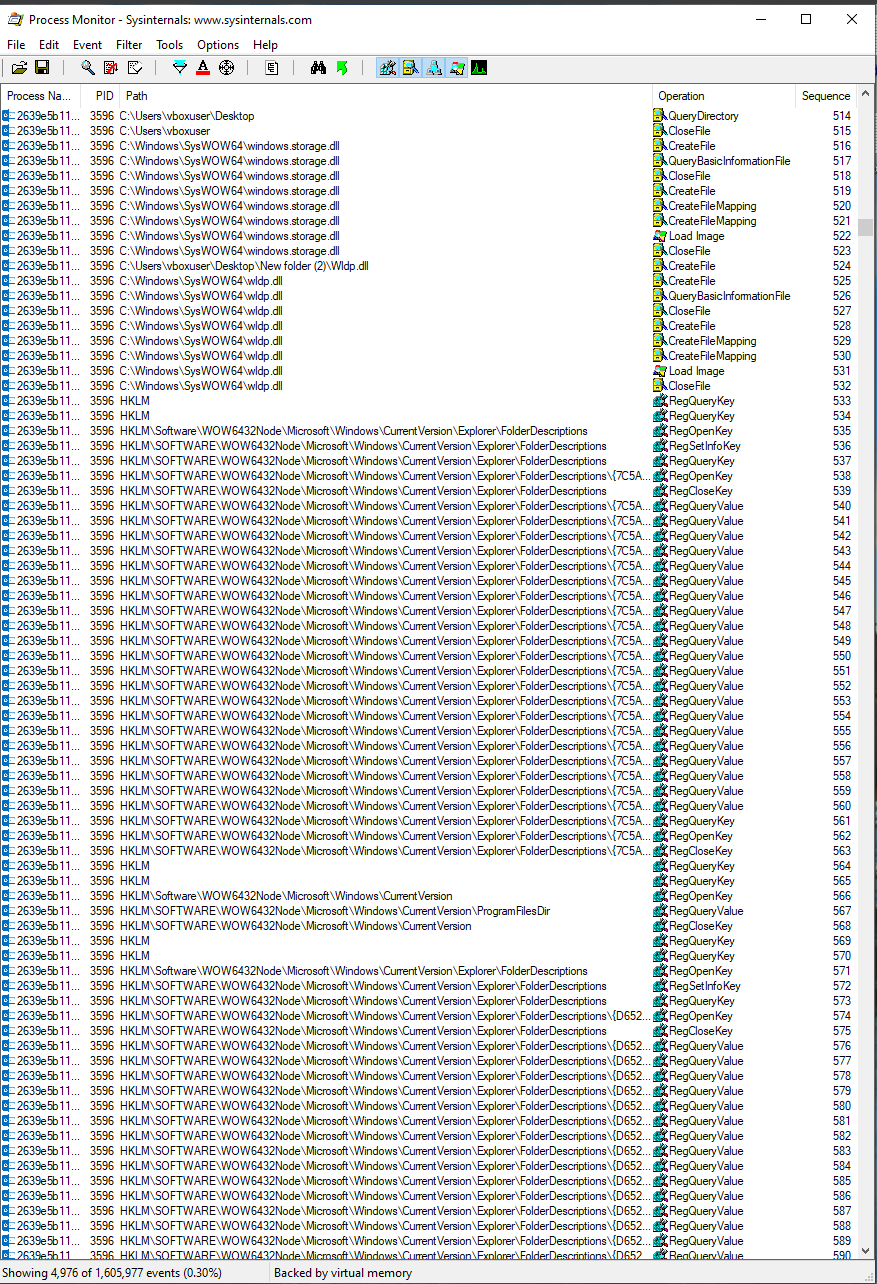 Process Monitor - Sysinternals: www.sysinternals.com
File Edit Event Filter Tools Options Help
Process Na... PID Path Operation Sequence
2639e5b11... 3596 C:\Users\vboxuser\Desktop QueryDirectory 514
2639e5b11... 3596 C:\Users\vboxuser CloseFile 515
2639e5b11... 3596 C:\Windows\SysWOW64\windows.storage.dll CreateFile 516
2639e5b11... 3596 C:\Windows\SysWOW64\windows.storage.dll QueryBasicInformationFile 517
2639e5b11... 3596 C:\Windows\SysWOW64\windows.storage.dll CloseFile 518
2639e5b11... 3596 C:\Windows\SysWOW64\windows.storage.dll CreateFile 519
2639e5b11... 3596 C:\Windows\SysWOW64\windows.storage.dll CreateFileMapping 520
2639e5b11... 3596 C:\Windows\SysWOW64\windows.storage.dll CreateFileMapping 521
2639e5b11... 3596 C:\Windows\SysWOW64\windows.storage.dll Load Image 522
2639e5b11... 3596 C:\Windows\SysWOW64\windows.storage.dll CloseFile 523
2639e5b11... 3596 C:\Users\vboxuser\Desktop\New folder (2)\Wldp.dll CreateFile 524
2639e5b11... 3596 C:\Windows\SysWOW64\wldp.dll CreateFile 525
2639e5b11... 3596 C:\Windows\SysWOW64\wldp.dll QueryBasicInformationFile 526
2639e5b11... 3596 C:\Windows\SysWOW64\wldp.dll CloseFile 527
2639e5b11... 3596 C:\Windows\SysWOW64\wldp.dll CreateFile 528
2639e5b11... 3596 C:\Windows\SysWOW64\wldp.dll CreateFileMapping 529
2639e5b11... 3596 C:\Windows\SysWOW64\wldp.dll CreateFileMapping 530
2639e5b11... 3596 C:\Windows\SysWOW64\wldp.dll Load Image 531
2639e5b11... 3596 C:\Windows\SysWOW64\wldp.dll CloseFile 532
2639e5b11... 3596 HKLM RegQueryKey 533
2639e5b11... 3596 HKLM RegQueryKey 534
2639e5b11... 3596 HKLM\Software\WOW6432Node\Microsoft\Windows\CurrentVersion\Explorer\FolderDescriptions RegOpenKey 535
2639e5b11... 3596 HKLM\SOFTWARE\WOW6432Node\Microsoft\Windows\CurrentVersion\Explorer\FolderDescriptions RegSetInfoKey 536
2639e5b11... 3596 HKLM\SOFTWARE\WOW6432Node\Microsoft\Windows\CurrentVersion\Explorer\FolderDescriptions RegQueryKey 537
2639e5b11... 3596 HKLM\SOFTWARE\WOW6432Node\Microsoft\Windows\CurrentVersion\Explorer\FolderDescriptions\{7C5A... RegOpenKey 538
2639e5b11... 3596 HKLM\SOFTWARE\WOW6432Node\Microsoft\Windows\CurrentVersion\Explorer\FolderDescriptions RegCloseKey 539
2639e5b11... 3596 HKLM\SOFTWARE\WOW6432Node\Microsoft\Windows\CurrentVersion\Explorer\FolderDescriptions\{7C5A... RegQueryValue 540
2639e5b11... 3596 HKLM\SOFTWARE\WOW6432Node\Microsoft\Windows\CurrentVersion\Explorer\FolderDescriptions\{7C5A... RegQueryValue 541
2639e5b11... 3596 HKLM\SOFTWARE\WOW6432Node\Microsoft\Windows\CurrentVersion\Explorer\FolderDescriptions\{7C5A... RegQueryValue 542
2639e5b11... 3596 HKLM\SOFTWARE\WOW6432Node\Microsoft\Windows\CurrentVersion\Explorer\FolderDescriptions\{7C5A... RegQueryValue 543
2639e5b11... 3596 HKLM\SOFTWARE\WOW6432Node\Microsoft\Windows\CurrentVersion\Explorer\FolderDescriptions\{7C5A... RegQueryValue 544
2639e5b11... 3596 HKLM\SOFTWARE\WOW6432Node\Microsoft\Windows\CurrentVersion\Explorer\FolderDescriptions\{7C5A... RegQueryValue 545
2639e5b11... 3596 HKLM\SOFTWARE\WOW6432Node\Microsoft\Windows\CurrentVersion\Explorer\FolderDescriptions\{7C5A... RegQueryValue 546
2639e5b11... 3596 HKLM\SOFTWARE\WOW6432Node\Microsoft\Windows\CurrentVersion\Explorer\FolderDescriptions\{7C5A... RegQueryValue 547
2639e5b11... 3596 HKLM\SOFTWARE\WOW6432Node\Microsoft\Windows\CurrentVersion\Explorer\FolderDescriptions\{7C5A... RegQueryValue 548
2639e5b11... 3596 HKLM\SOFTWARE\WOW6432Node\Microsoft\Windows\CurrentVersion\Explorer\FolderDescriptions\{7C5A... RegQueryValue 549
2639e5b11... 3596 HKLM\SOFTWARE\WOW6432Node\Microsoft\Windows\CurrentVersion\Explorer\FolderDescriptions\{7C5A... RegQueryValue 550
2639e5b11... 3596 HKLM\SOFTWARE\WOW6432Node\Microsoft\Windows\CurrentVersion\Explorer\FolderDescriptions\{7C5A... RegQueryValue 551
2639e5b11... 3596 HKLM\SOFTWARE\WOW6432Node\Microsoft\Windows\CurrentVersion\Explorer\FolderDescriptions\{7C5A... RegQueryValue 552
2639e5b11... 3596 HKLM\SOFTWARE\WOW6432Node\Microsoft\Windows\CurrentVersion\Explorer\FolderDescriptions\{7C5A... RegQueryValue 553
2639e5b11... 3596 HKLM\SOFTWARE\WOW6432Node\Microsoft\Windows\CurrentVersion\Explorer\FolderDescriptions\{7C5A... RegQueryValue 554
2639e5b11... 3596 HKLM\SOFTWARE\WOW6432Node\Microsoft\Windows\CurrentVersion\Explorer\FolderDescriptions\{7C5A... RegQueryValue 555
2639e5b11... 3596 HKLM\SOFTWARE\WOW6432Node\Microsoft\Windows\CurrentVersion\Explorer\FolderDescriptions\{7C5A... RegQueryValue 556
2639e5b11... 3596 HKLM\SOFTWARE\WOW6432Node\Microsoft\Windows\CurrentVersion\Explorer\FolderDescriptions\{7C5A... RegQueryValue 557
2639e5b11... 3596 HKLM\SOFTWARE\WOW6432Node\Microsoft\Windows\CurrentVersion\Explorer\FolderDescriptions\{7C5A... RegQueryValue 558
2639e5b11... 3596 HKLM\SOFTWARE\WOW6432Node\Microsoft\Windows\CurrentVersion\Explorer\FolderDescriptions\{7C5A... RegQueryValue 559
2639e5b11... 3596 HKLM\SOFTWARE\WOW6432Node\Microsoft\Windows\CurrentVersion\Explorer\FolderDescriptions\{7C5A... RegQueryValue 560
2639e5b11... 3596 HKLM\SOFTWARE\WOW6432Node\Microsoft\Windows\CurrentVersion\Explorer\FolderDescriptions\{7C5A... RegQueryKey 561
2639e5b11... 3596 HKLM\SOFTWARE\WOW6432Node\Microsoft\Windows\CurrentVersion\Explorer\FolderDescriptions\{7C5A... RegOpenKey 562
2639e5b11... 3596 HKLM\SOFTWARE\WOW6432Node\Microsoft\Windows\CurrentVersion\Explorer\FolderDescriptions\{7C5A... RegCloseKey 563
2639e5b11... 3596 HKLM RegQueryKey 564
2639e5b11... 3596 HKLM RegQueryKey 565
2639e5b11... 3596 HKLM\Software\WOW6432Node\Microsoft\Windows\CurrentVersion RegOpenKey 566
2639e5b11... 3596 HKLM\SOFTWARE\WOW6432Node\Microsoft\Windows\CurrentVersion\ProgramFilesDir RegQueryValue 567
2639e5b11... 3596 HKLM\SOFTWARE\WOW6432Node\Microsoft\Windows\CurrentVersion RegCloseKey 568
2639e5b11... 3596 HKLM RegQueryKey 569
2639e5b11... 3596 HKLM RegQueryKey 570
2639e5b11... 3596 HKLM\Software\WOW6432Node\Microsoft\Windows\CurrentVersion\Explorer\FolderDescriptions RegOpenKey 571
2639e5b11... 3596 HKLM\SOFTWARE\WOW6432Node\Microsoft\Windows\CurrentVersion\Explorer\FolderDescriptions RegSetInfoKey 572
2639e5b11... 3596 HKLM\SOFTWARE\WOW6432Node\Microsoft\Windows\CurrentVersion\Explorer\FolderDescriptions RegQueryKey 573
2639e5b11... 3596 HKLM\SOFTWARE\WOW6432Node\Microsoft\Windows\CurrentVersion\Explorer\FolderDescriptions\{D652... RegOpenKey 574
2639e5b11... 3596 HKLM\SOFTWARE\WOW6432Node\Microsoft\Windows\CurrentVersion\Explorer\FolderDescriptions RegCloseKey 575
2639e5b11... 3596 HKLM\SOFTWARE\WOW6432Node\Microsoft\Windows\CurrentVersion\Explorer\FolderDescriptions\{D652... RegQueryValue 576
2639e5b11... 3596 HKLM\SOFTWARE\WOW6432Node\Microsoft\Windows\CurrentVersion\Explorer\FolderDescriptions\{D652... RegQueryValue 577
2639e5b11... 3596 HKLM\SOFTWARE\WOW6432Node\Microsoft\Windows\CurrentVersion\Explorer\FolderDescriptions\{D652... RegQueryValue 578
2639e5b11... 3596 HKLM\SOFTWARE\WOW6432Node\Microsoft\Windows\CurrentVersion\Explorer\FolderDescriptions\{D652... RegQueryValue 579
2639e5b11... 3596 HKLM\SOFTWARE\WOW6432Node\Microsoft\Windows\CurrentVersion\Explorer\FolderDescriptions\{D652... RegQueryValue 580
2639e5b11... 3596 HKLM\SOFTWARE\WOW6432Node\Microsoft\Windows\CurrentVersion\Explorer\FolderDescriptions\{D652... RegQueryValue 581
2639e5b11... 3596 HKLM\SOFTWARE\WOW6432Node\Microsoft\Windows\CurrentVersion\Explorer\FolderDescriptions\{D652... RegQueryValue 582
2639e5b11... 3596 HKLM\SOFTWARE\WOW6432Node\Microsoft\Windows\CurrentVersion\Explorer\FolderDescriptions\{D652... RegQueryValue 583
2639e5b11... 3596 HKLM\SOFTWARE\WOW6432Node\Microsoft\Windows\CurrentVersion\Explorer\FolderDescriptions\{D652... RegQueryValue 584
2639e5b11... 3596 HKLM\SOFTWARE\WOW6432Node\Microsoft\Windows\CurrentVersion\Explorer\FolderDescriptions\{D652... RegQueryValue 585
2639e5b11... 3596 HKLM\SOFTWARE\WOW6432Node\Microsoft\Windows\CurrentVersion\Explorer\FolderDescriptions\{D652... RegQueryValue 586
2639e5b11... 3596 HKLM\SOFTWARE\WOW6432Node\Microsoft\Windows\CurrentVersion\Explorer\FolderDescriptions\{D652... RegQueryValue 587
2639e5b11... 3596 HKLM\SOFTWARE\WOW6432Node\Microsoft\Windows\CurrentVersion\Explorer\FolderDescriptions\{D652... RegQueryValue 588
2639e5b11... 3596 HKLM\SOFTWARE\WOW6432Node\Microsoft\Windows\CurrentVersion\Explorer\FolderDescriptions\{D652... RegQueryValue 589
2639e5b11... 3596 HKLM\SOFTWARE\WOW6432Node\Microsoft\Windows\CurrentVersion\Explorer\FolderDescriptions\{D652... RegQueryValue 590
Showing 4,976 of 1,605,977 events (0.30%) Backed by virtual memory